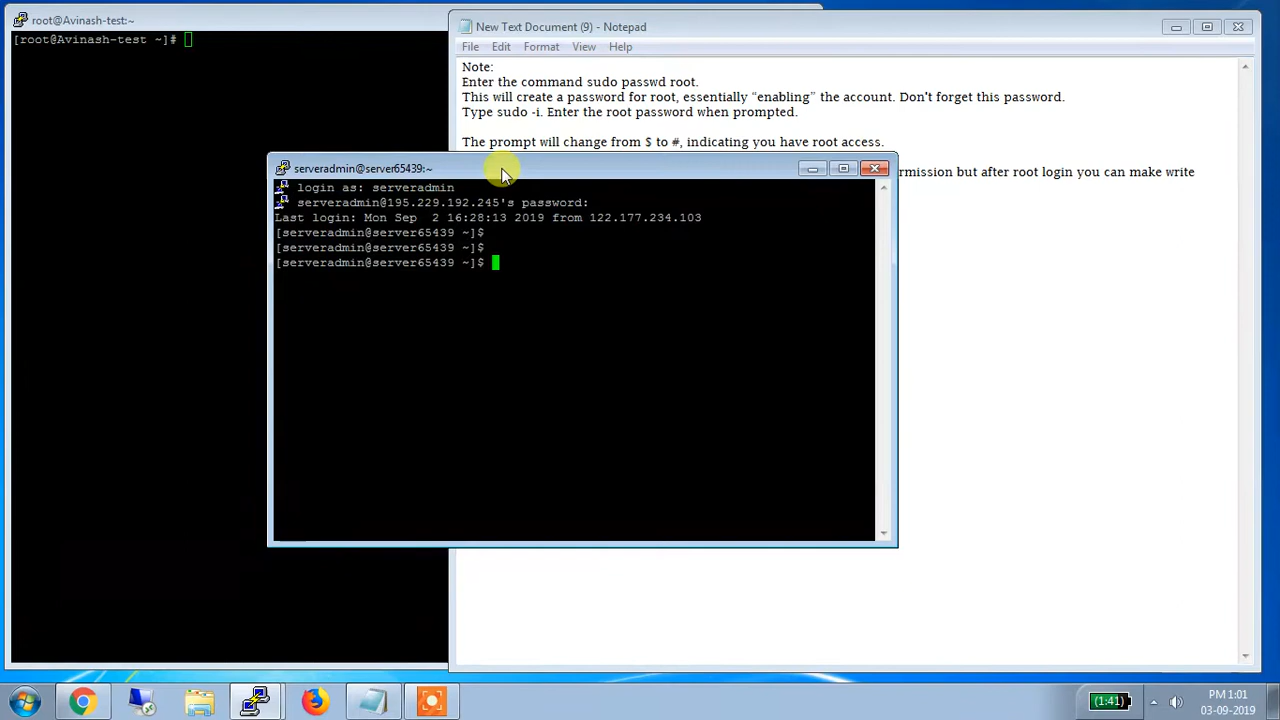 root@Avinash-test:~
[root@Avinash-test ~]#
New Text Document (9) - Notepad
File Edit Format View Help
Note:
Enter the command sudo passwd root.
This will create a password for root, essentially “enabling” the account. Don't forget this password.
Type sudo -i. Enter the root password when prompted.
The prompt will change from $ to #, indicating you have root access.
rmission but after root login you can make write
serveradmin@server65439:~
login as: serveradmin
serveradmin@195.229.192.245's password:
Last login: Mon Sep  2 16:28:13 2019 from 122.177.234.103
[serveradmin@server65439 ~]$
[serveradmin@server65439 ~]$
[serveradmin@server65439 ~]$
(1:41)
PM 1:01
03-09-2019